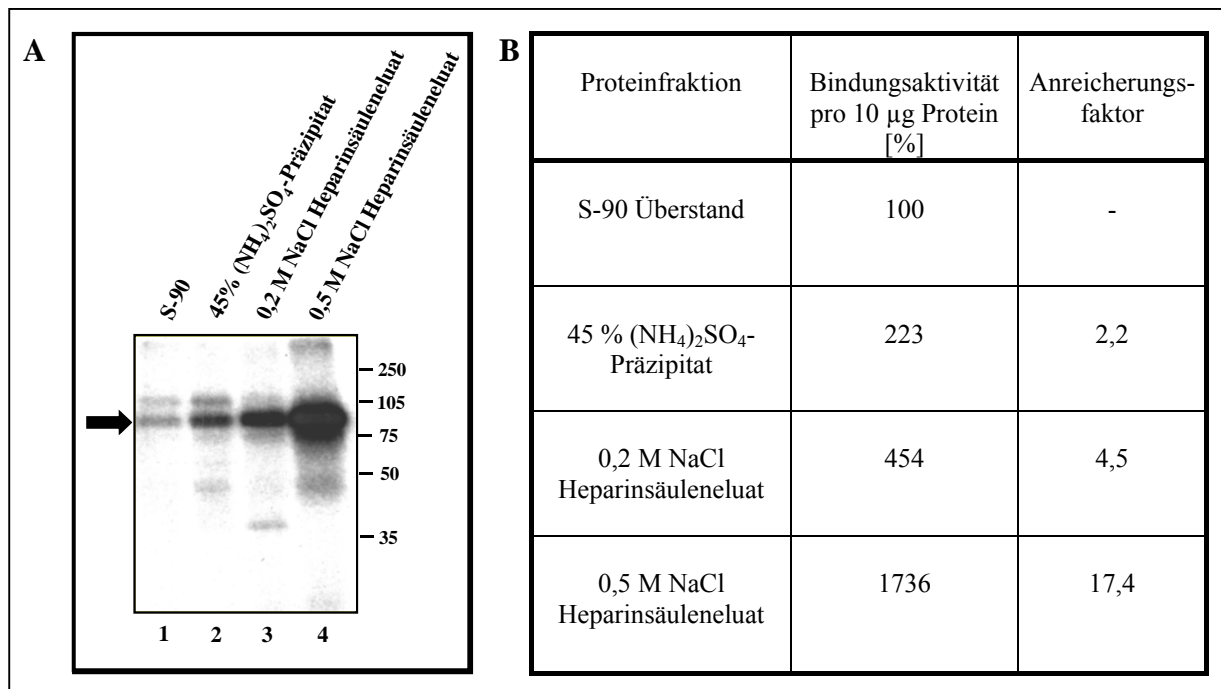 A
S-90
45% (NH4)2SO4-Präzipitat
0,2 M NaCl Heparinsäuleneluat
0,5 M NaCl Heparinsäuleneluat
250
105
75
50
35
1 2 3 4
B
Proteinfraktion
Bindungsaktivität
pro 10 µg Protein
[%]
Anreicherungs-
faktor
S-90 Überstand
100
-
45 % (NH4)2SO4-
Präzipitat
223
2,2
0,2 M NaCl
Heparinsäuleneluat
454
4,5
0,5 M NaCl
Heparinsäuleneluat
1736
17,4